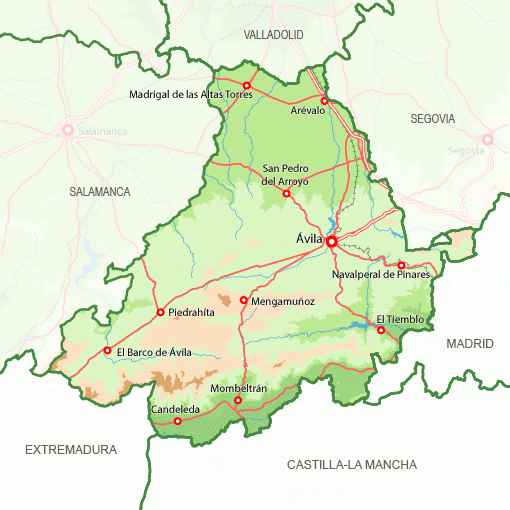 VALLADOLID
Madrigal de las Altas Torres
Arévalo
SEGOVIA
Salamanca
Segovia
San Pedro
del Arroyo
SALAMANCA
Ávila
Navalperal de Pinares
Mengamuñoz
Piedrahíta
El Tiemblo
MADRID
El Barco de Ávila
Mombeltrán
Candeleda
EXTREMADURA
CASTILLA-LA MANCHA